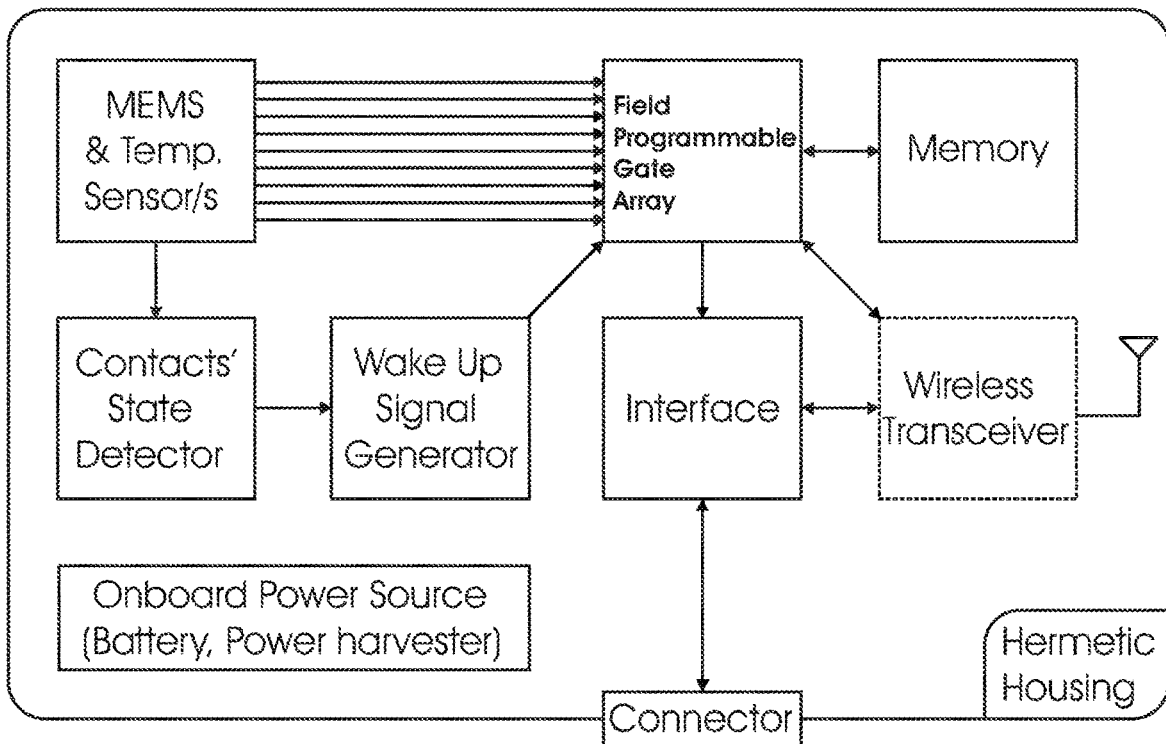 MEMS
& Temp.
Sensor/s
Field
Programmable
Gate
Array
Memory
Contacts'
State
Detector
Wake Up
Signal
Generator
Interface
Wireless
Transceiver
Onboard Power Source
(Battery, Power harvester)
Hermetic
Housing
Connector